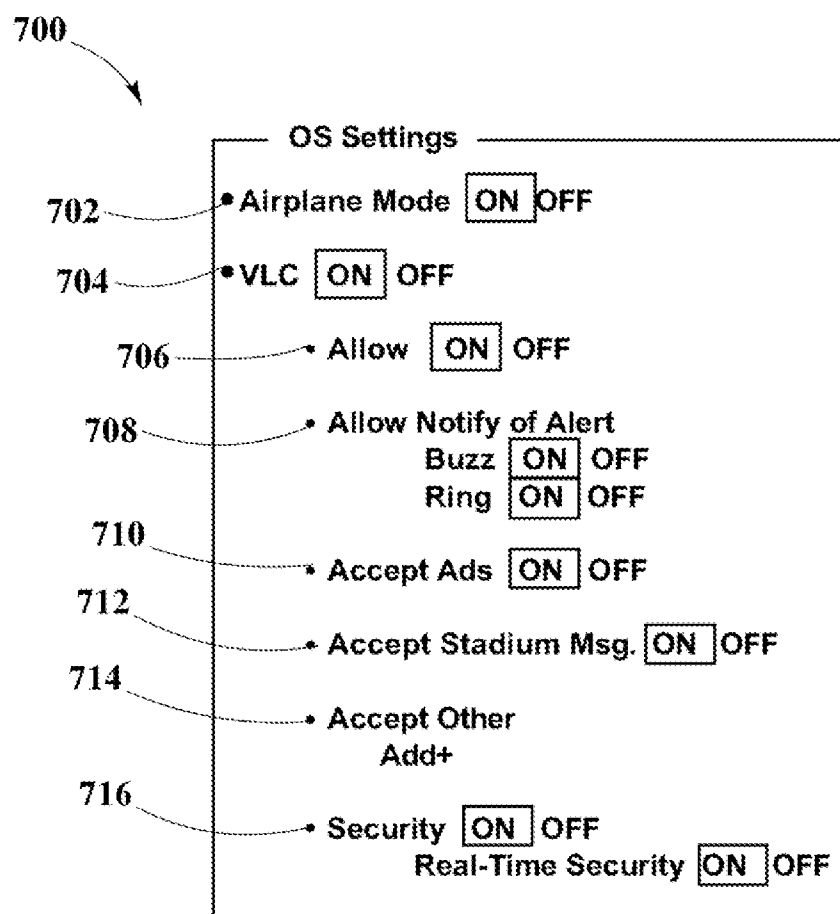 700
OS Settings
702 • Airplane Mode ON OFF
704 • VLC ON OFF
706 • Allow ON OFF
708 • Allow Notify of Alert
Buzz ON OFF
Ring ON OFF
710 • Accept Ads ON OFF
712 • Accept Stadium Msg. ON OFF
714 • Accept Other
Add+
716 • Security ON OFF
Real-Time Security ON OFF